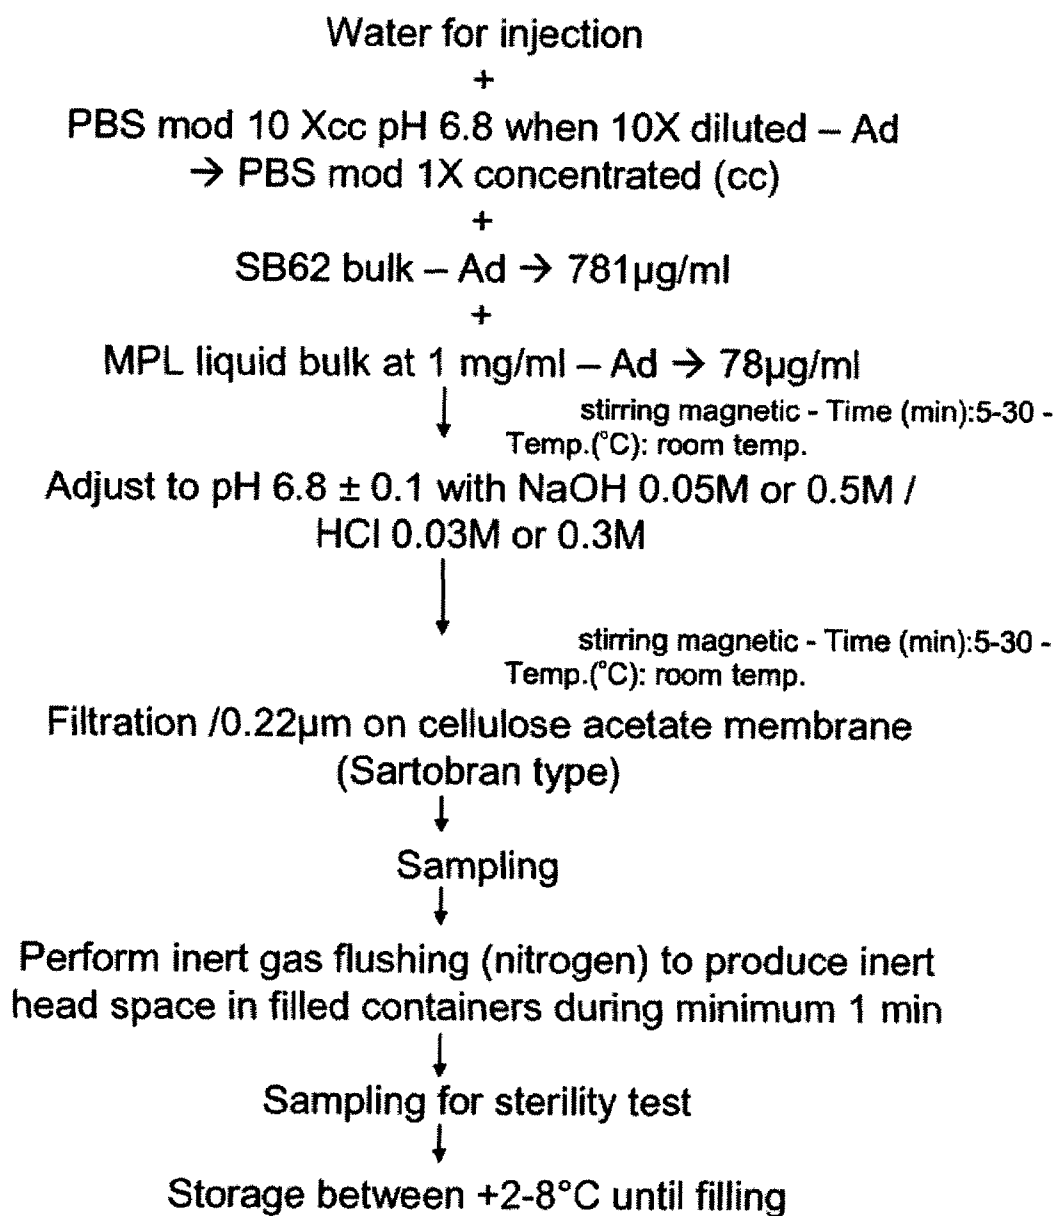 Water for injection
+
PBS mod 10 Xcc pH 6.8 when 10X diluted – Ad
→ PBS mod 1X concentrated (cc)
+
SB62 bulk – Ad → 781µg/ml
+
MPL liquid bulk at 1 mg/ml – Ad → 78µg/ml
stirring magnetic - Time (min):5-30 -
Temp.(°C): room temp.
Adjust to pH 6.8 ± 0.1 with NaOH 0.05M or 0.5M /
HCl 0.03M or 0.3M
stirring magnetic - Time (min):5-30 -
Temp.(°C): room temp.
Filtration /0.22µm on cellulose acetate membrane
(Sartobran type)
Sampling
Perform inert gas flushing (nitrogen) to produce inert
head space in filled containers during minimum 1 min
Sampling for sterility test
Storage between +2-8°C until filling